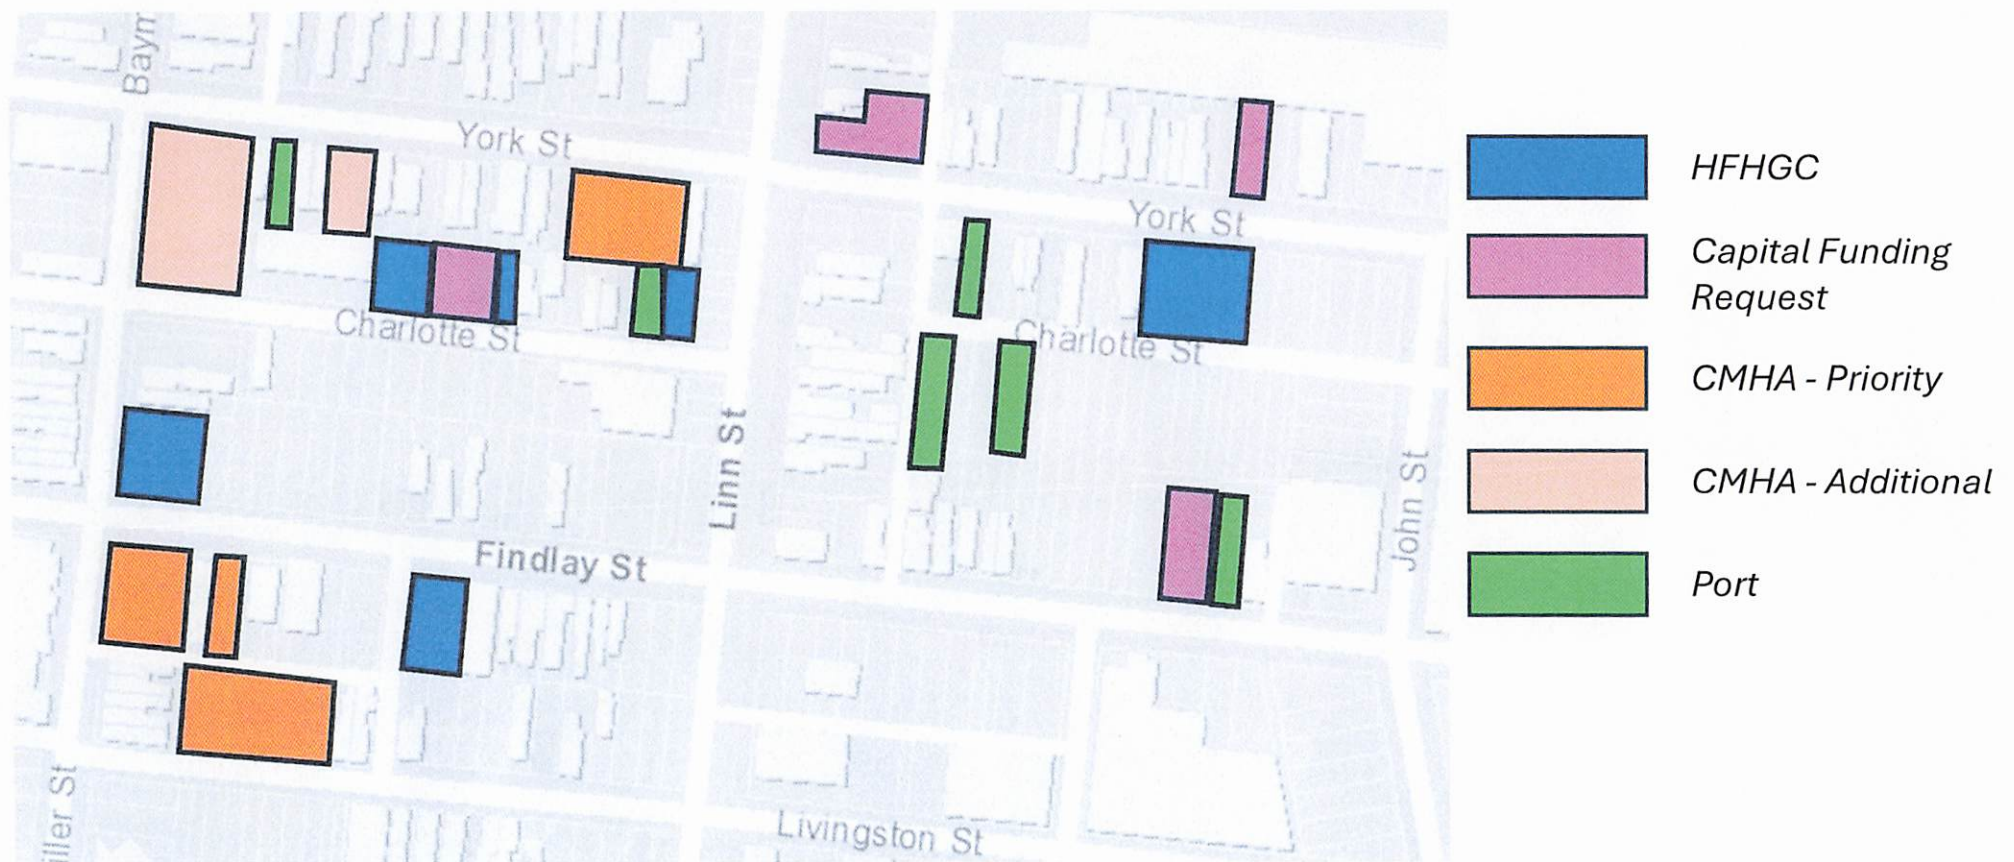 Baym
York St
York St
Charlotte St
Charlotte St
Linn St
John St
Findlay St
iller St
Livingston St
HFHGC
Capital Funding
Request
CMHA - Priority
CMHA - Additional
Port